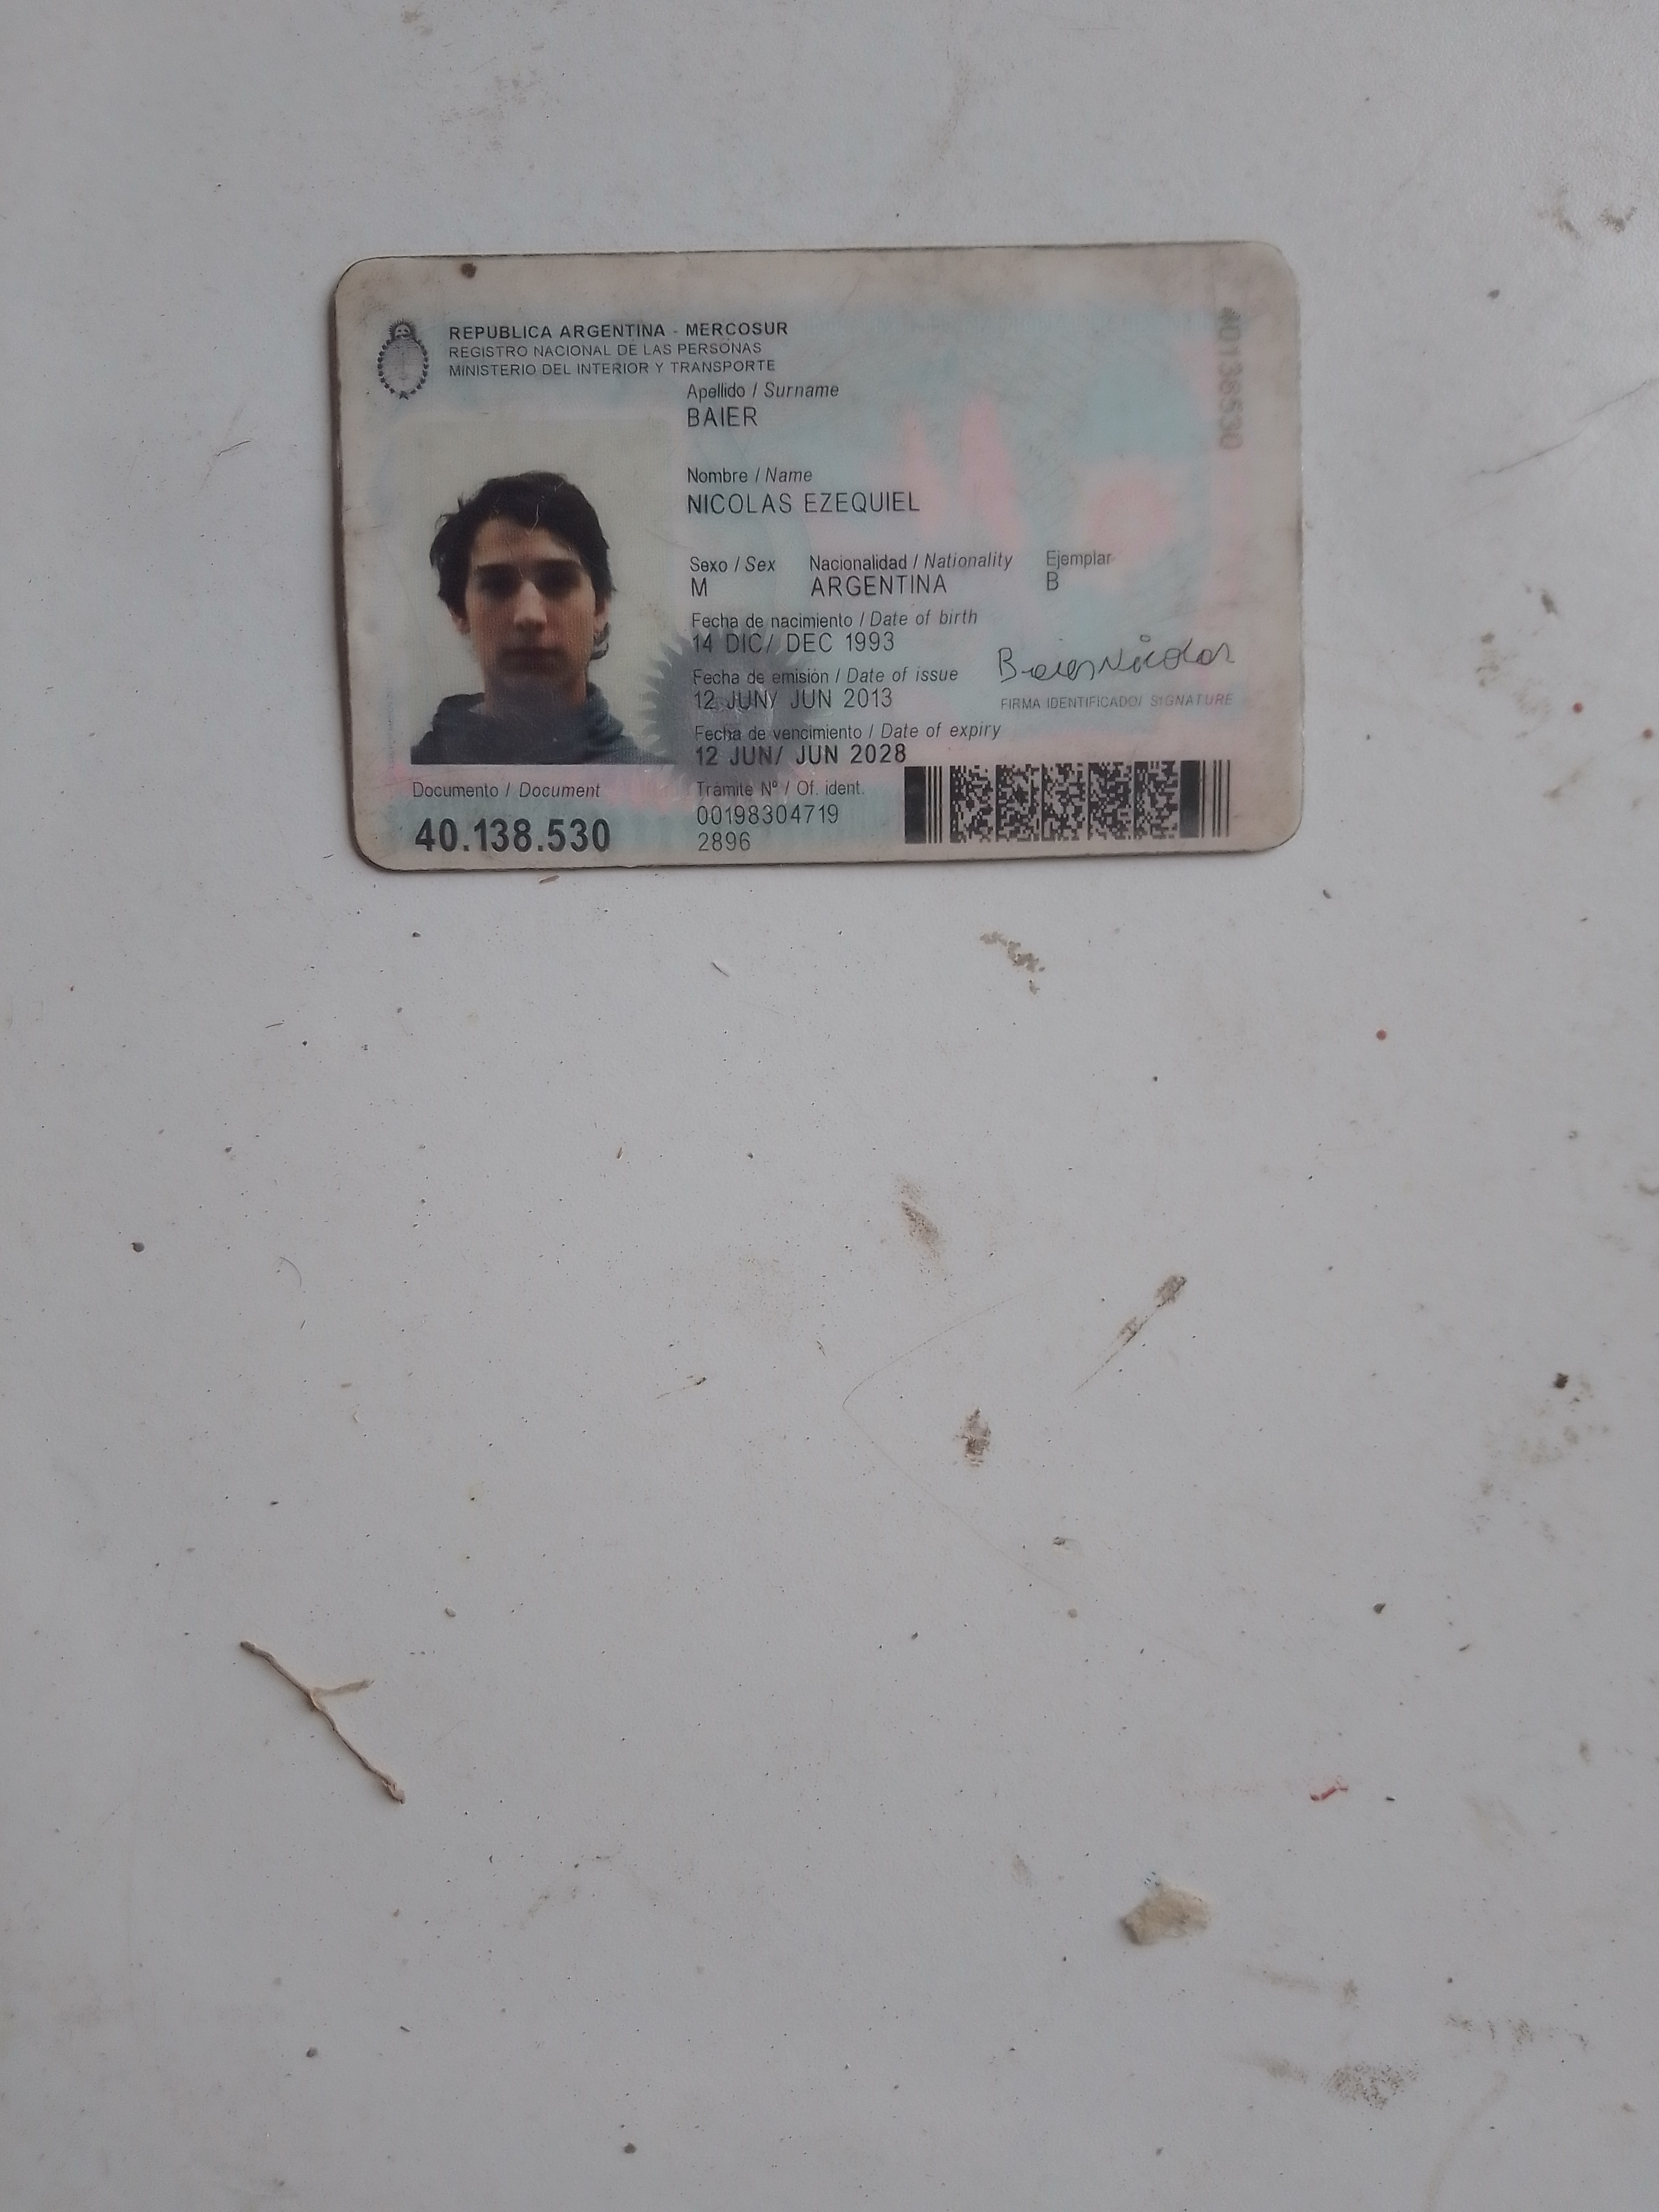 REPUBLICA ARGENTINA - MERCOSUR
REGISTRO NACIONAL DE LAS PERSONAS
MINISTERIO DEL INTERIOR Y TRANSPORTE
Apellido / Surname
BAIER
Nombre / Name
NICOLAS EZEQUIEL
Sexo / Sex Nacionalidad / Nationality Ejemplar
M ARGENTINA B
Fecha de nacimiento / Date of birth
14 DIC/ DEC 1993
Fecha de emisión / Date of issue
12 JUN/ JUN 2013
Fecha de vencimiento / Date of expiry
12 JUN/ JUN 2028
Baier Nicolas
FIRMA IDENTIFICADO/ SIGNATURE
Documento / Document
40.138.530
Trámite Nº / Of. ident.
00198304719
2896
40138530